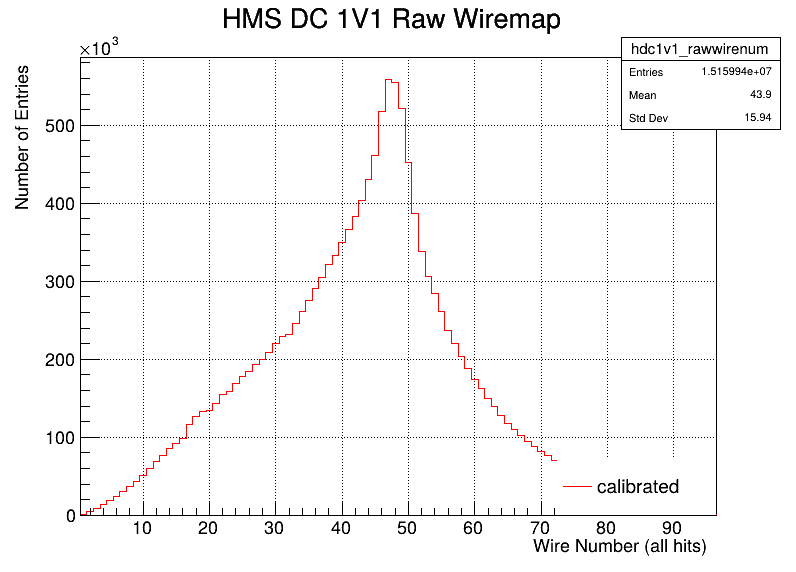 HMS DC 1V1 Raw Wiremap
×10³
hdc1v1_rawwirenum
Entries 1.515994e+07
Mean 43.9
Std Dev 15.94
Number of Entries
500
400
300
200
100
0
calibrated
10 20 30 40 50 60 70 80 90
Wire Number (all hits)